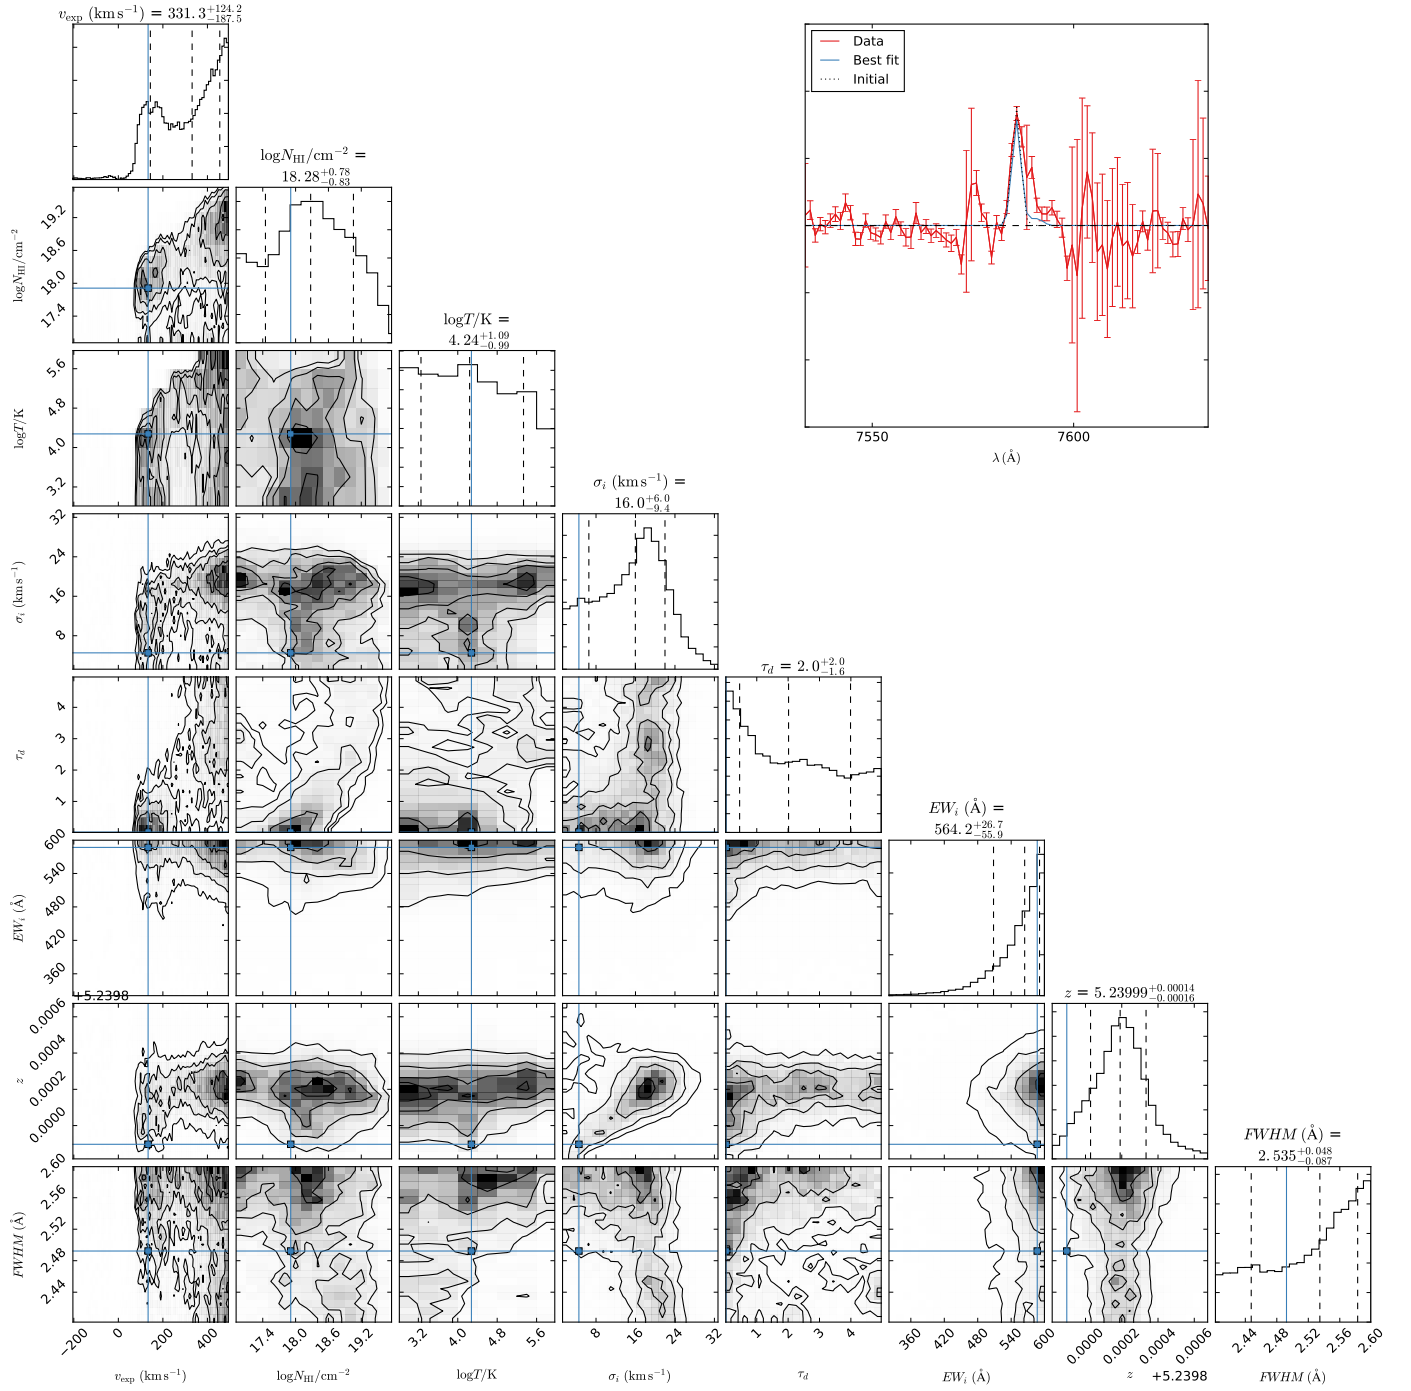 v_exp (km s⁻¹) = 331.3 +124.2 −187.5
Data
Best fit
Initial
7550
7600
λ (Å)
logN_HI/cm⁻² =
18.28 +0.78 −0.83
19.2
18.6
18.0
17.4
logN_HI/cm⁻²
logT/K
4.24 +1.09 −0.99
5.6
4.8
4.0
3.2
logT/K
σ_i (km s⁻¹) =
16.0 +6.0 −9.4
32
24
16
8
σ_i (km s⁻¹)
τ_d = 2.0 +2.0 −1.6
4
3
2
1
τ_d
EW_i (Å) =
564.2 +26.7 −55.9
600
540
480
420
360
EW_i (Å)
+5.2398
z = 5.23999 +0.00014 −0.00016
0.0006
0.0004
0.0002
0.0000
z
FWHM (Å) =
2.535 +0.048 −0.087
2.60
2.56
2.52
2.48
2.44
FWHM (Å)
−200 0 200 400
17.4 18.0 18.6 19.2
3.2 4.0 4.8 5.6
8 16 24 32
1 2 3 4
360 420 480 540 600
0.0000 0.0002 0.0004 0.0006
2.44 2.48 2.52 2.56 2.60
v_exp (km s⁻¹)
logN_HI/cm⁻²
logT/K
σ_i (km s⁻¹)
τ_d
EW_i (Å)
z +5.2398
FWHM (Å)